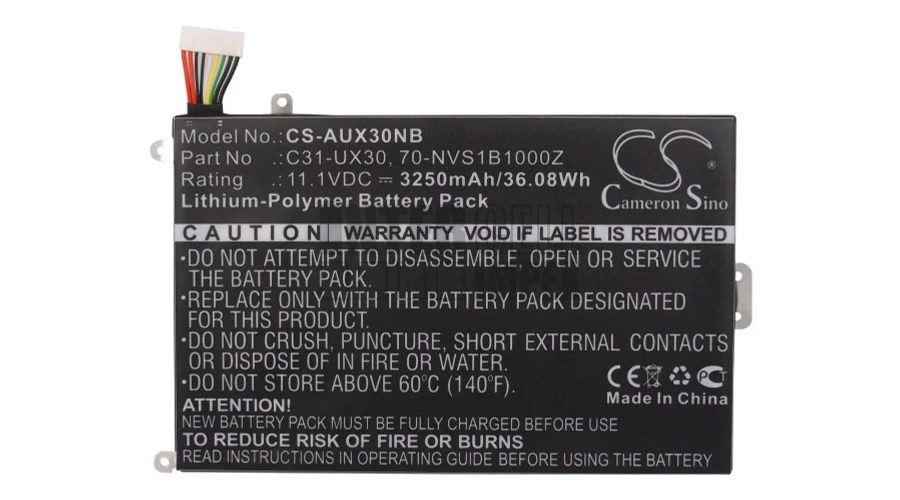 Model No.: CS-AUX30NB
Part No .: C31-UX30, 70-NVS1B1000Z
Rating .: 11.1VDC ⎓ 3250mAh/36.08Wh
Lithium-Polymer Battery Pack
CS
Cameron Sino
CAUTION WARRANTY VOID IF LABEL IS REMOVED
•DO NOT ATTEMPT TO DISASSEMBLE, OPEN OR SERVICE
THE BATTERY PACK.
•REPLACE ONLY WITH THE BATTERY PACK DESIGNATED
FOR THIS PRODUCT.
•DO NOT CRUSH, PUNCTURE, SHORT EXTERNAL CONTACTS
OR DISPOSE OF IN FIRE OR WATER.
•DO NOT STORE ABOVE 60°C (140°F).
CE PCT
Made In China
ATTENTION!
NEW BATTERY PACK MUST BE FULLY CHARGED BEFORE USE
TO REDUCE RISK OF FIRE OR BURNS
READ INSTRUCTIONS OF OPERATING GUIDE BEFORE USING THE BATTERY